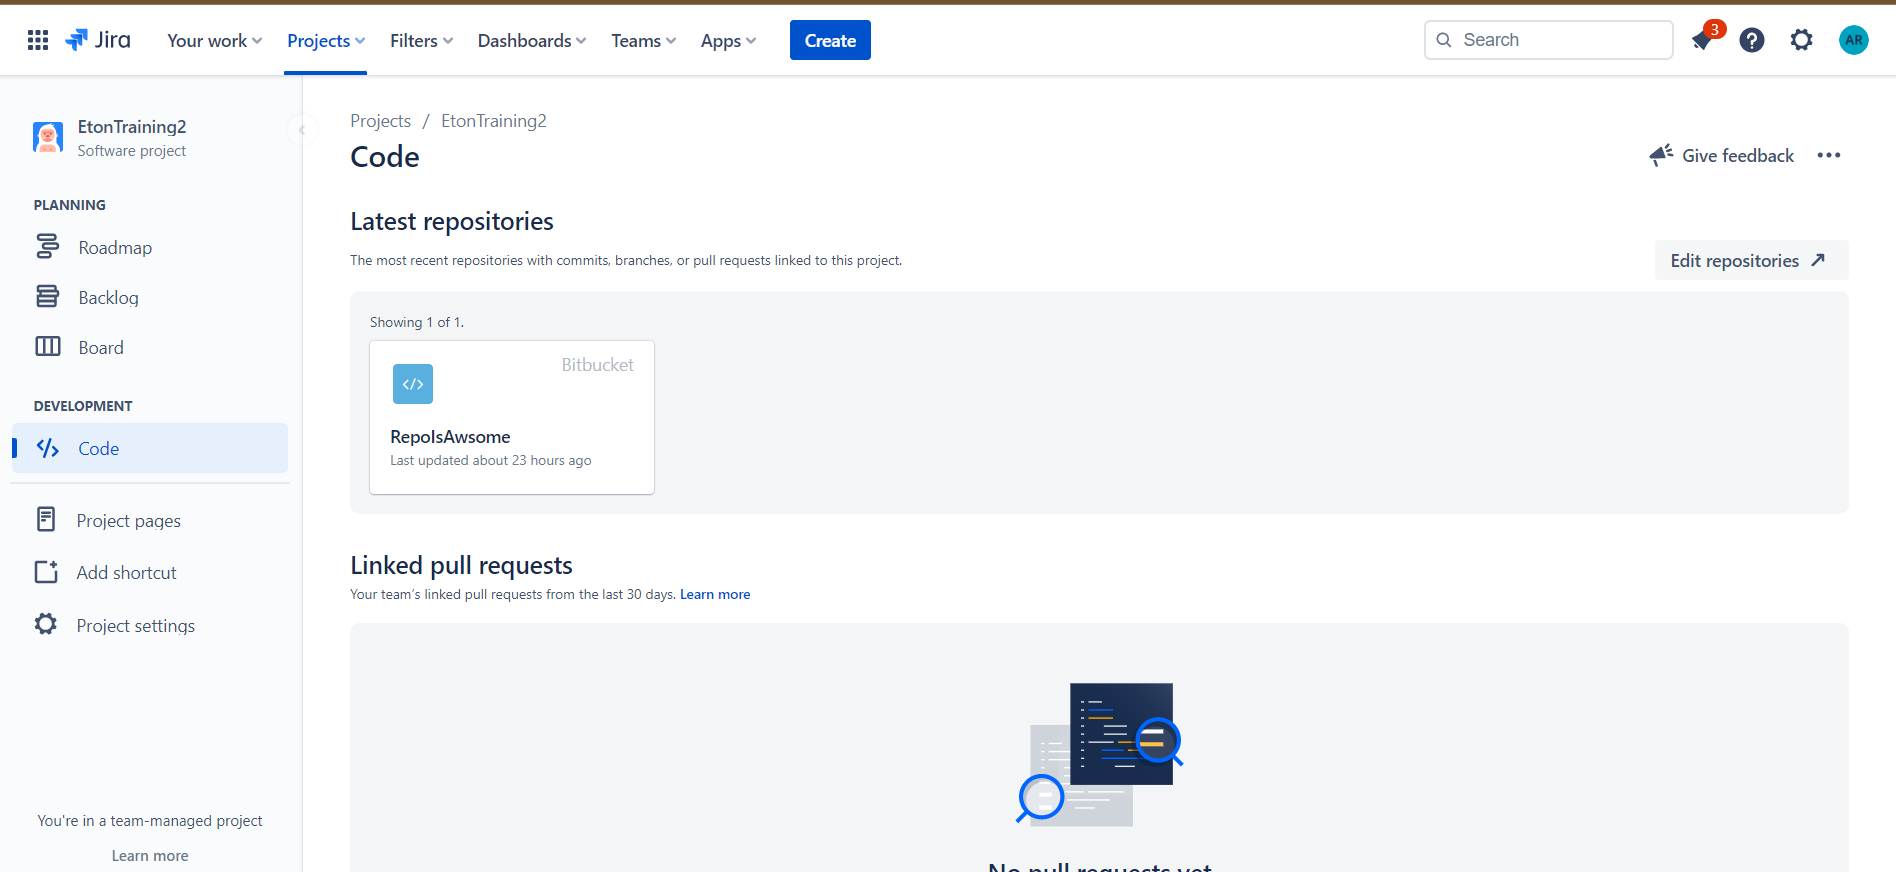 Jira
Your work
Projects
Filters
Dashboards
Teams
Apps
Create
Search
3
AR
EtonTraining2
Software project
PLANNING
Roadmap
Backlog
Board
DEVELOPMENT
Code
Project pages
Add shortcut
Project settings
You're in a team-managed project
Learn more
Projects / EtonTraining2
Code
Give feedback
Latest repositories
The most recent repositories with commits, branches, or pull requests linked to this project.
Edit repositories
Showing 1 of 1.
Bitbucket
RepoIsAwsome
Last updated about 23 hours ago
Linked pull requests
Your team's linked pull requests from the last 30 days. Learn more
No pull requests yet